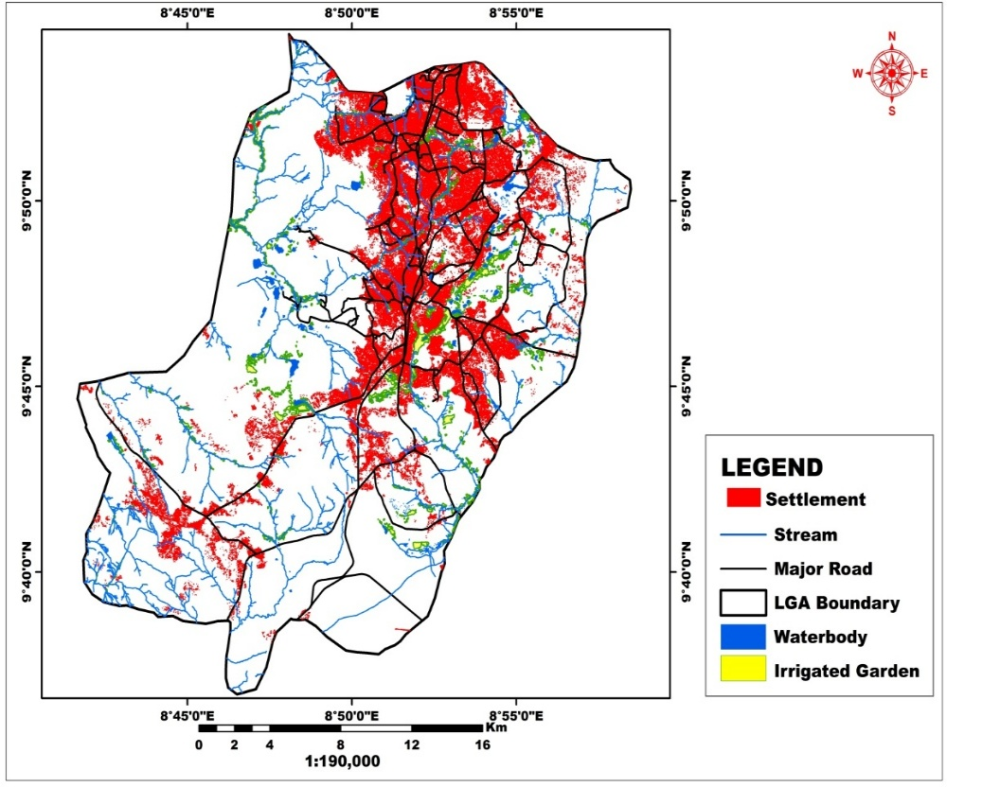 8°45'0"E 8°50'0"E 8°55'0"E
N
W E
S
9°50'0"N 9°50'0"N
9°45'0"N 9°45'0"N
LEGEND
Settlement
Stream
9°40'0"N 9°40'0"N
Major Road
LGA Boundary
Waterbody
Irrigated Garden
8°45'0"E 8°50'0"E 8°55'0"E
Km
0 2 4 8 12 16
1:190,000